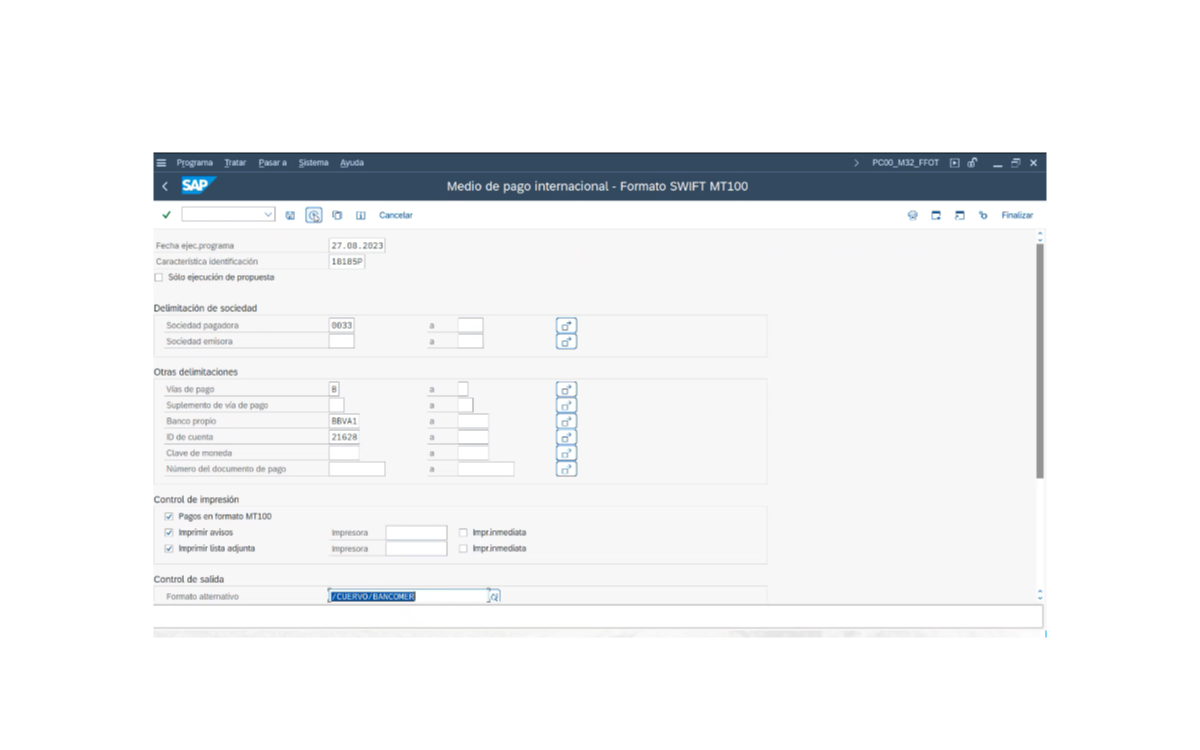 Programa Tratar Pasar a Sistema Ayuda PC00_M32_FFOT
SAP Medio de pago internacional - Formato SWIFT MT100
Cancelar Finalizar
Fecha ejec.programa 27.08.2023
Característica identificación 18185P
Sólo ejecución de propuesta
Delimitación de sociedad
Sociedad pagadora 0033 a
Sociedad emisora a
Otras delimitaciones
Vías de pago B a
Suplemento de vía de pago a
Banco propio BBVA1 a
ID de cuenta 21628 a
Clave de moneda a
Número del documento de pago a
Control de impresión
Pagos en formato MT100
Imprimir avisos Impresora Impr.inmediata
Imprimir lista adjunta Impresora Impr.inmediata
Control de salida
Formato alternativo /CUERVO/BANCOMER